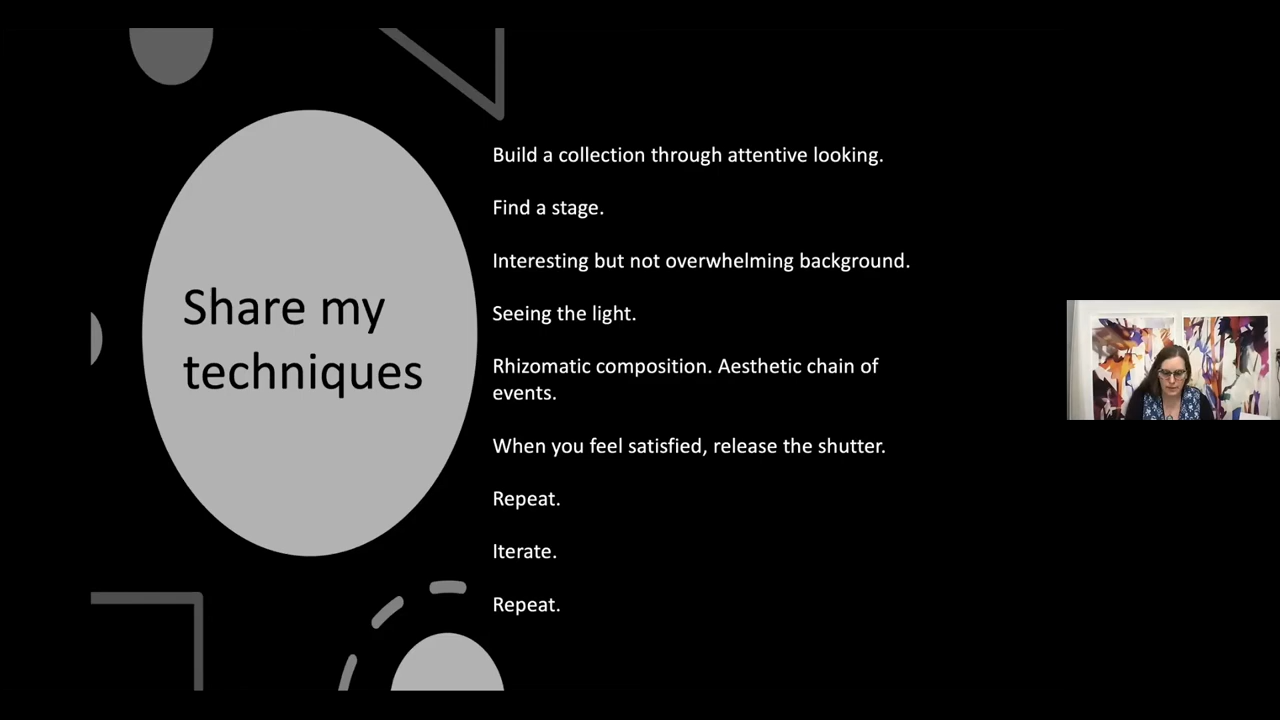 Share my
techniques
Build a collection through attentive looking.
Find a stage.
Interesting but not overwhelming background.
Seeing the light.
Rhizomatic composition. Aesthetic chain of
events.
When you feel satisfied, release the shutter.
Repeat.
Iterate.
Repeat.